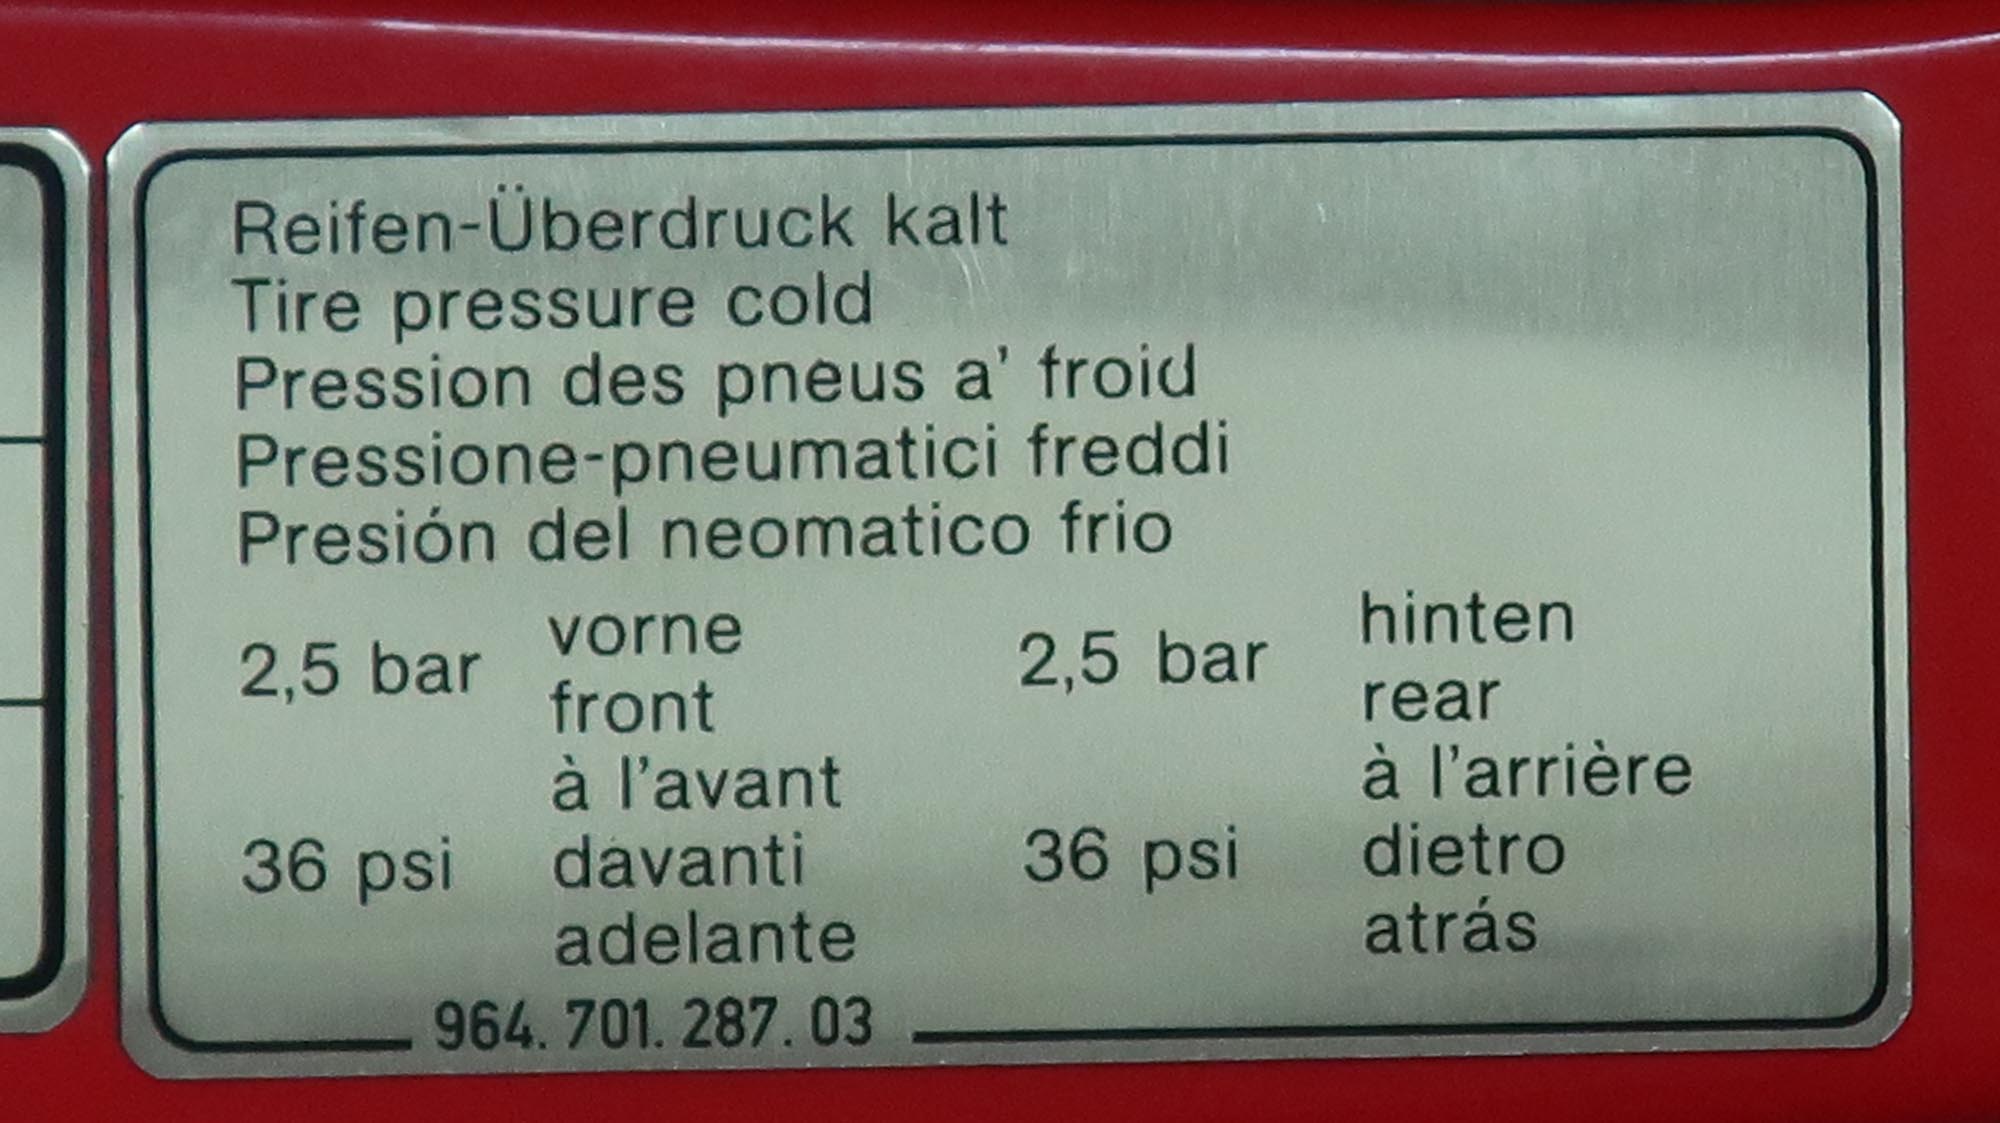 Reifen-Überdruck kalt
Tire pressure cold
Pression des pneus a' froid
Pressione-pneumatici freddi
Presión del neomatico frio
2,5 bar vorne 2,5 bar hinten
front rear
à l'avant à l'arrière
36 psi davanti 36 psi dietro
adelante atrás
964.701.287.03